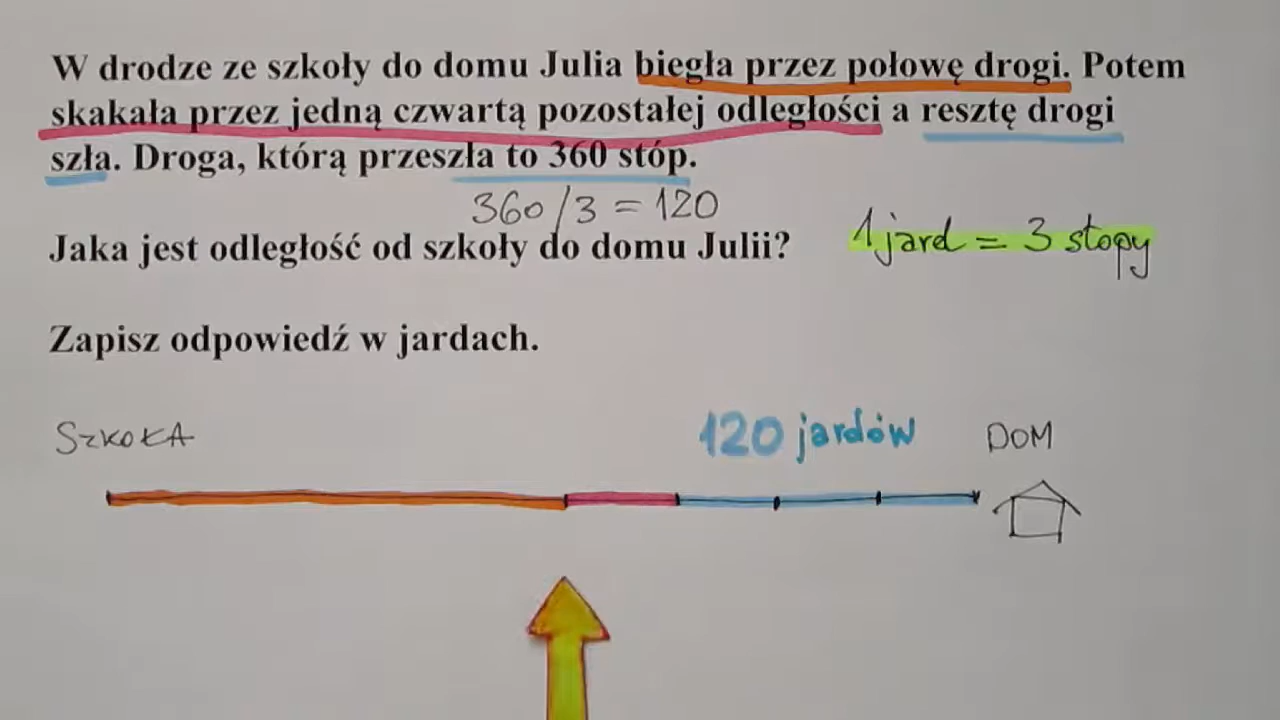 W drodze ze szkoły do domu Julia biegła przez połowę drogi. Potem
skakała przez jedną czwartą pozostałej odległości a resztę drogi
szła. Droga, którą przeszła to 360 stóp.
360/3 = 120
Jaka jest odległość od szkoły do domu Julii?
1 jard = 3 stopy
Zapisz odpowiedź w jardach.
SZKOŁA
120 jardów
DOM